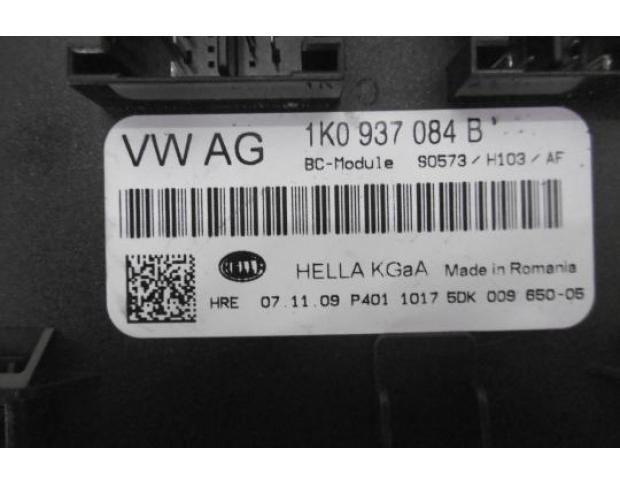 VW AG 1K0 937 084 B
BC-Module S0573/H103/AF
HELLA HELLA KGaA Made in Romania
HRE 07.11.09 P401 1017 5DK 009 650-05